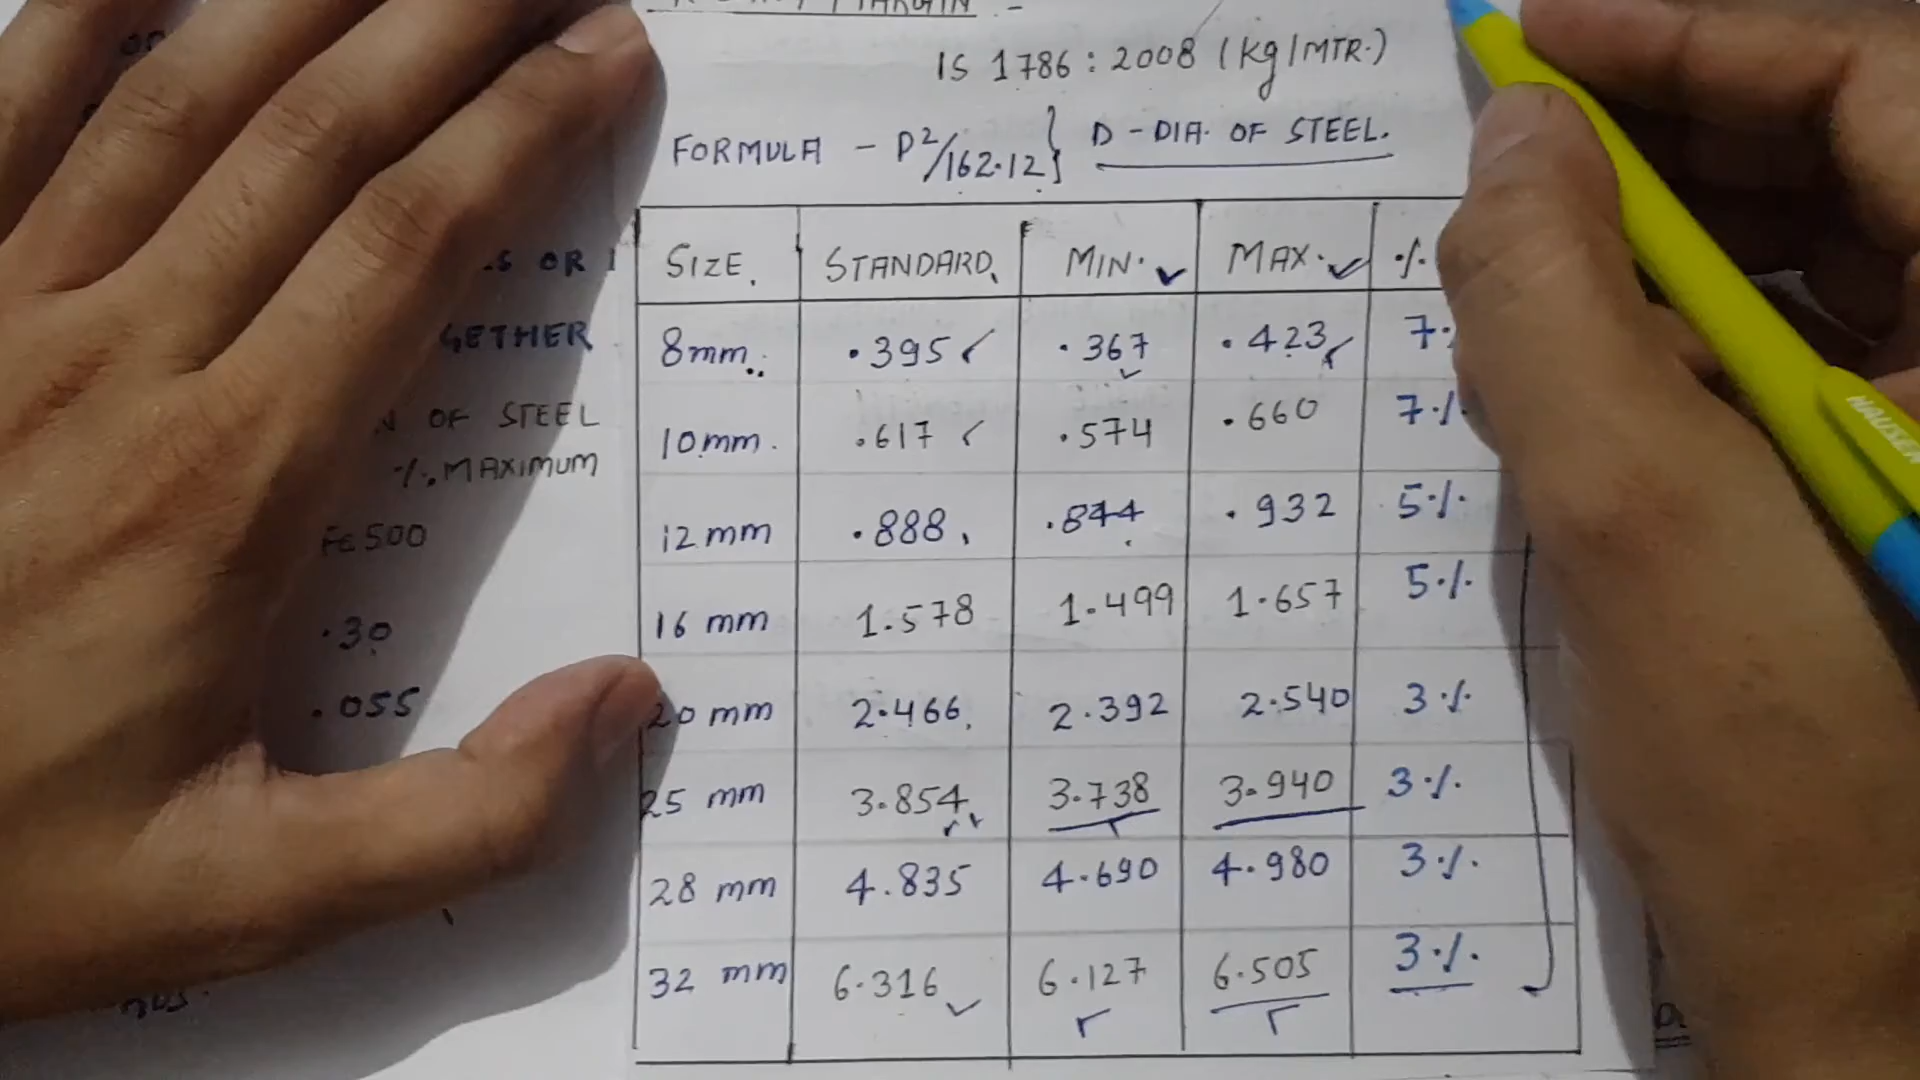 IS 1786 : 2008 (Kg/MTR.)
FORMULA - D²/162.12} D - DIA. OF STEEL.
SIZE. STANDARD. MIN. MAX. %
8mm .395 .367 .423 7%
10mm. .617 .574 .660 7%
12mm .888 .844 .932 5%
16 mm 1.578 1.499 1.657 5%
20 mm 2.466 2.392 2.540 3%
25 mm 3.854 3.738 3.940 3%
28 mm 4.835 4.690 4.980 3%
32 mm 6.316 6.127 6.505 3%
OR
GETHER
OF STEEL
%. MAXIMUM
Fe 500
.30
.055
HAUSER